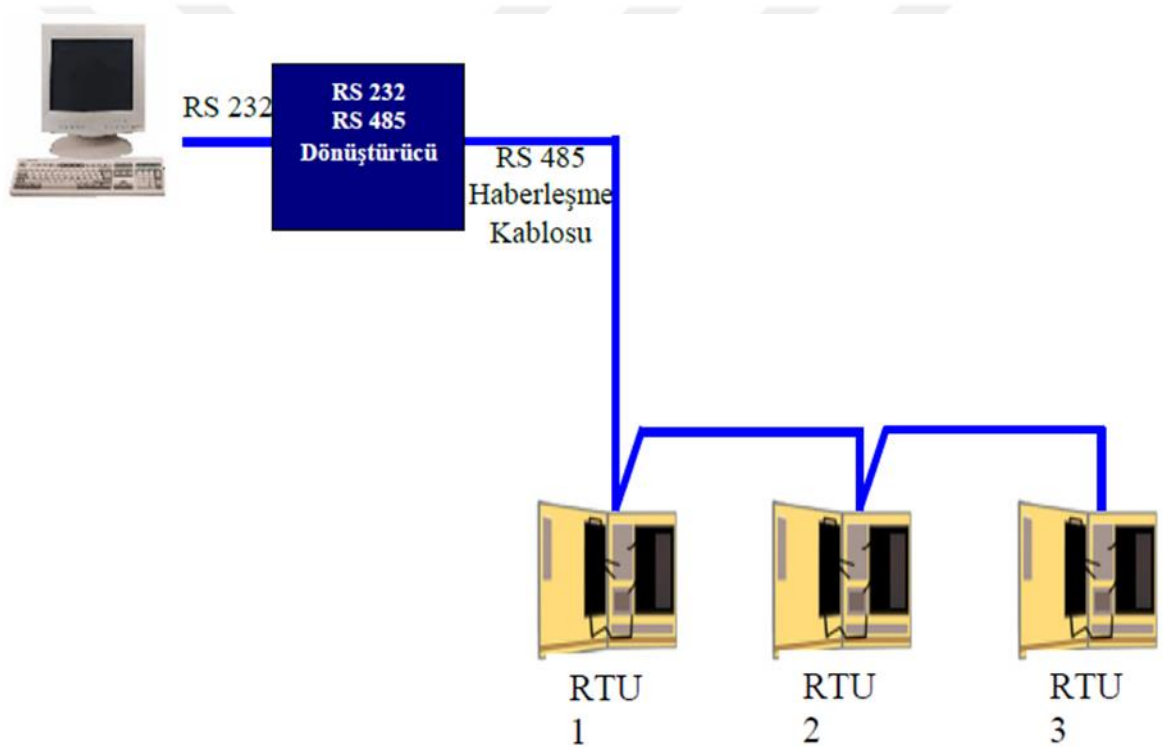 RS 232
RS 232
RS 485
Dönüştürücü
RS 485
Haberleşme
Kablosu
RTU
1
RTU
2
RTU
3